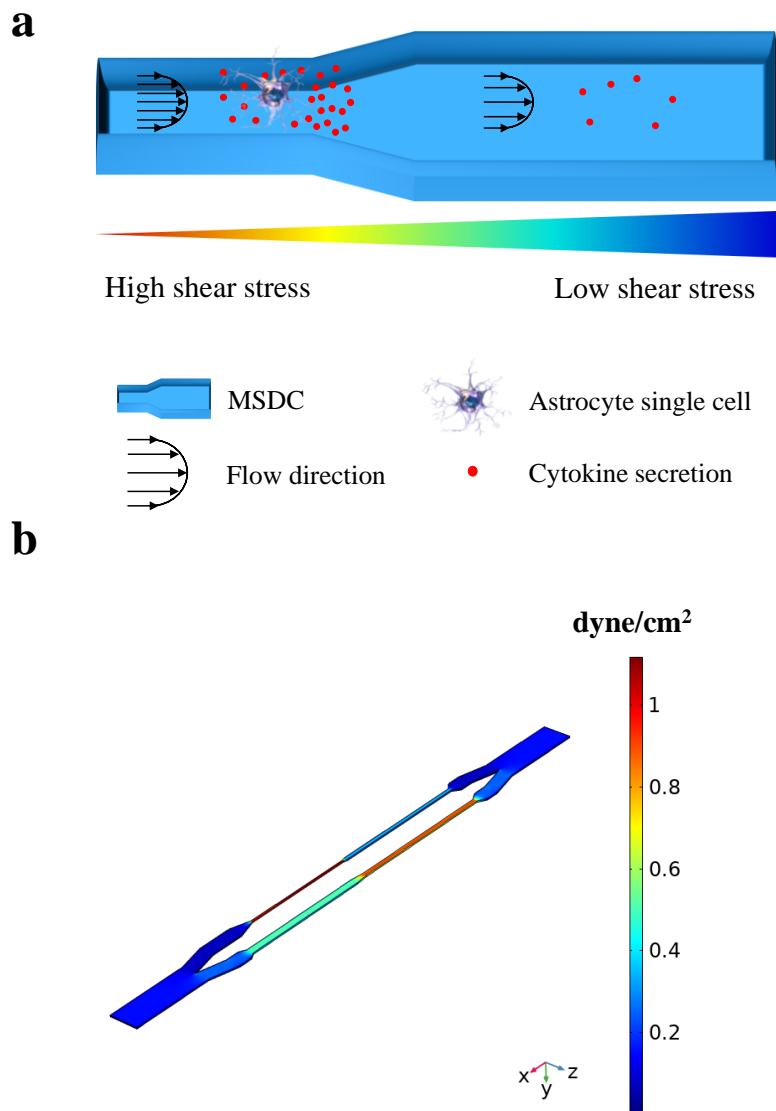 a
High shear stress
Low shear stress
MSDC
Astrocyte single cell
Flow direction
Cytokine secretion
b
dyne/cm²
1
0.8
0.6
0.4
0.2
x
y
z